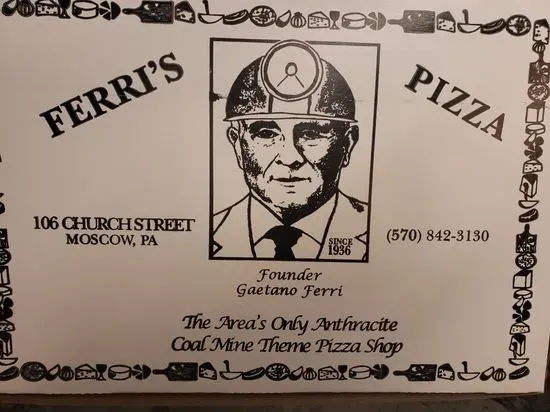 FERRI'S PIZZA
106 CHURCH STREET
MOSCOW, PA
SINCE
1936
(570) 842-3130
Founder
Gaetano Ferri
The Area's Only Anthracite
Coal Mine Theme Pizza Shop